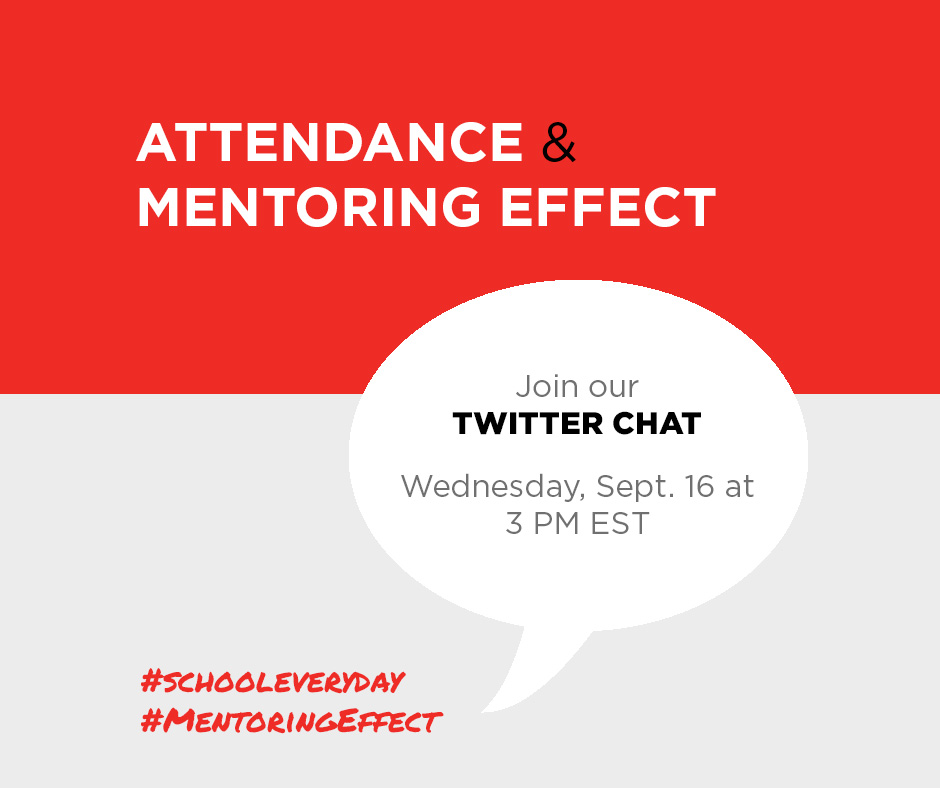 ATTENDANCE &
MENTORING EFFECT
Join our
TWITTER CHAT
Wednesday, Sept. 16 at
3 PM EST
#schooleveryday
#MentoringEffect